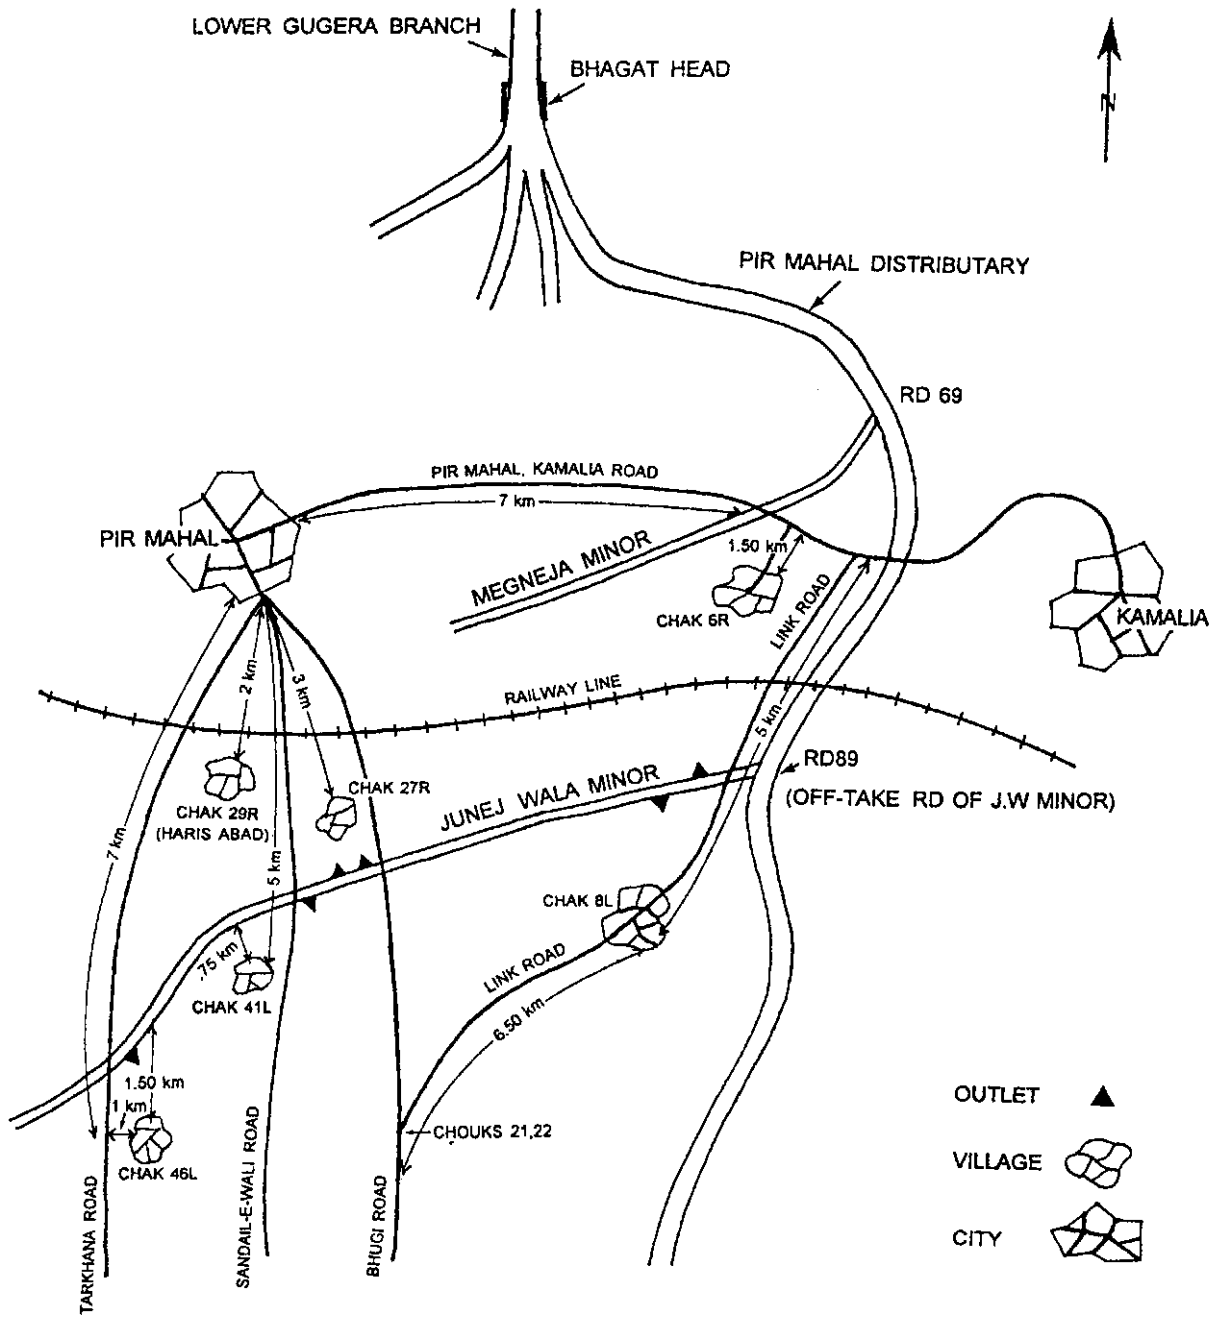 LOWER GUGERA BRANCH
BHAGAT HEAD
N
PIR MAHAL DISTRIBUTARY
RD 69
PIR MAHAL, KAMALIA ROAD
7 km
PIR MAHAL
MEGNEJA MINOR
1.50 km
CHAK 6R
LINK ROAD
KAMALIA
2 km
3 km
RAILWAY LINE
5 km
RD89
(OFF-TAKE RD OF J.W MINOR)
CHAK 29R
(HARIS ABAD)
CHAK 27R
JUNEJ WALA MINOR
7 km
5 km
CHAK 8L
.75 km
CHAK 41L
LINK ROAD
6.50 km
1.50 km
1 km
CHAK 46L
CHOUKS 21,22
TARKHANA ROAD
SANDAIL-E-WALI ROAD
BHUGI ROAD
OUTLET
VILLAGE
CITY